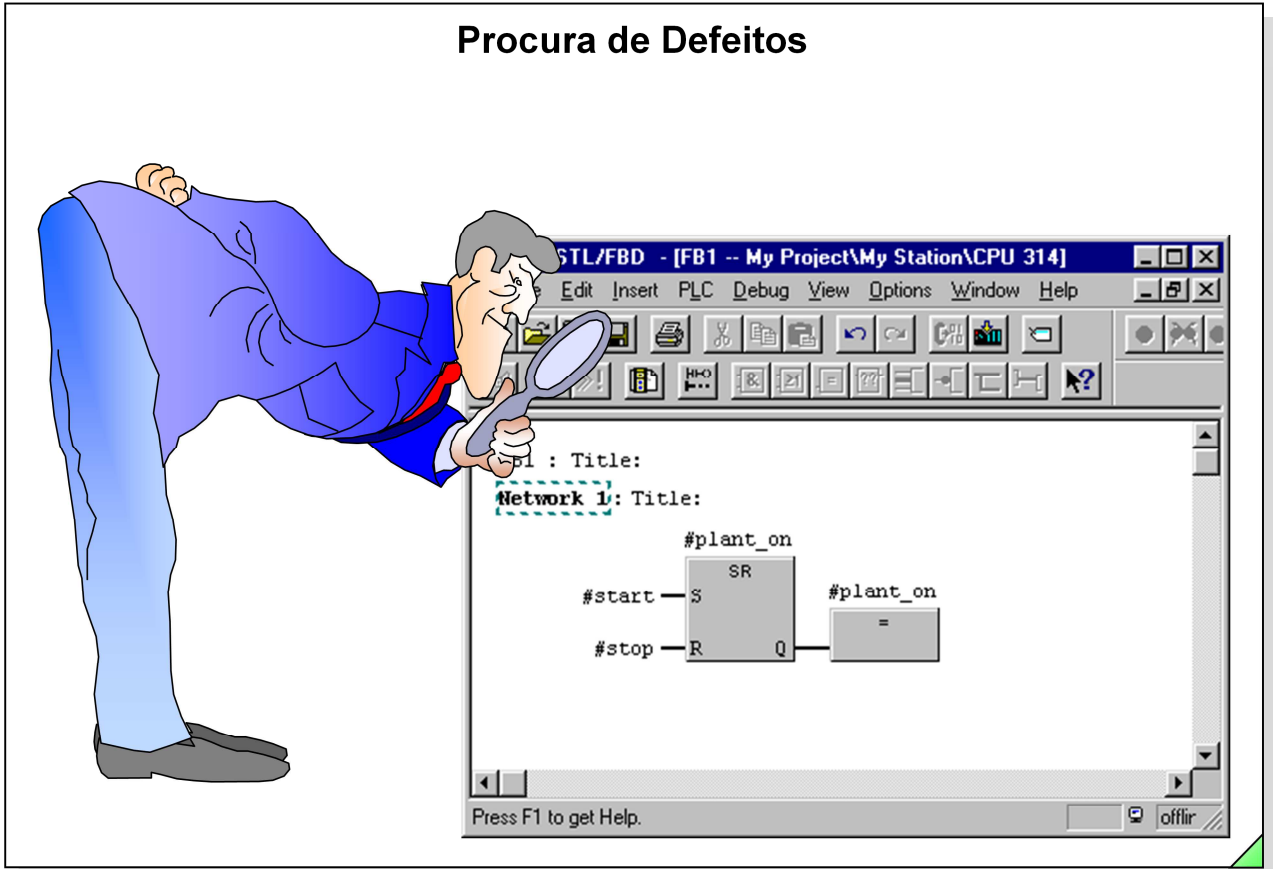 Procura de Defeitos
STL/FBD - [FB1 -- My Project\My Station\CPU 314]
Edit Insert PLC Debug View Options Window Help
: Title:
Network 1: Title:
#plant_on
SR
#start S
#plant_on
=
#stop R Q
Press F1 to get Help.
offlin